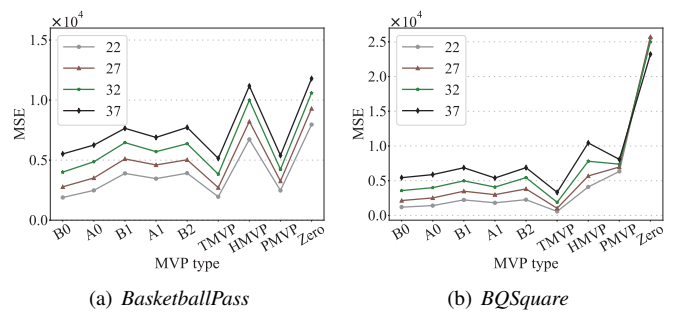 ×10⁴
1.5
1.0
0.5
0.0
MSE
22
27
32
37
B0 A0 B1 A1 B2 TMVP HMVP PMVP Zero
MVP type
(a) BasketballPass
×10⁴
2.5
2.0
1.5
1.0
0.5
0.0
MSE
22
27
32
37
B0 A0 B1 A1 B2 TMVP HMVP PMVP Zero
MVP type
(b) BQSquare